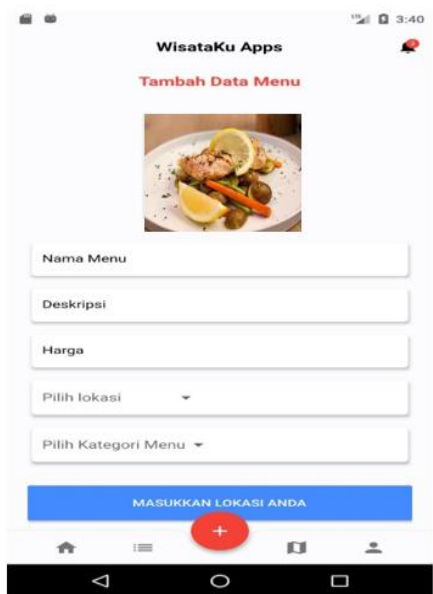 3:40
WisataKu Apps
Tambah Data Menu
Nama Menu
Deskripsi
Harga
Pilih lokasi
Pilih Kategori Menu
MASUKKAN LOKASI ANDA
+